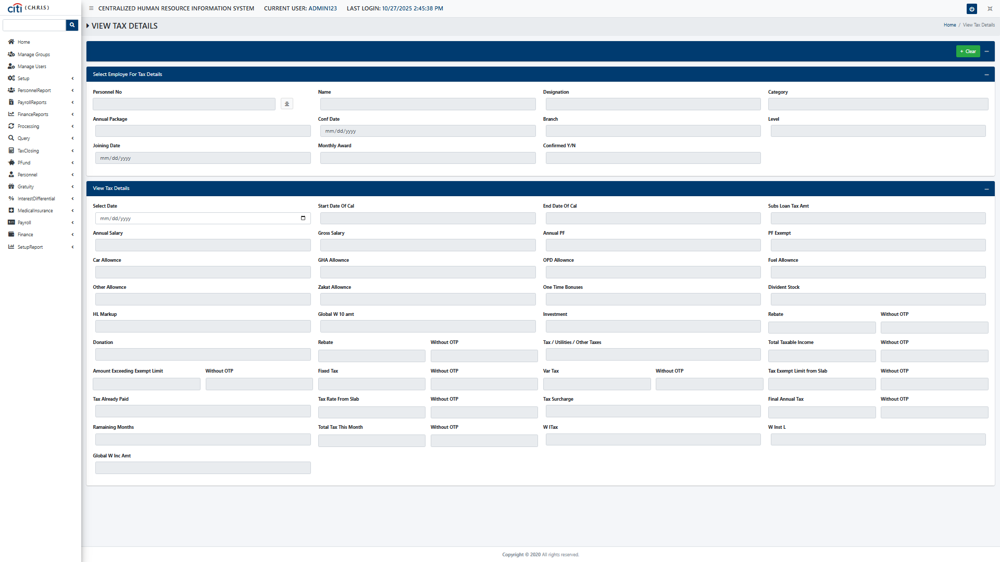 citi ( C.H.R.I.S )
CENTRALIZED HUMAN RESOURCE INFORMATION SYSTEM CURRENT USER: ADMIN123 LAST LOGIN: 10/27/2025 2:45:38 PM
VIEW TAX DETAILS
Home / View Tax Details
Home
Manage Groups
Manage Users
Setup
PersonnelReport
PayrollReports
FinanceReports
Processing
Query
TaxClosing
PFund
Personnel
Gratuity
InterestDifferential
MedicalInsurance
Payroll
Finance
SetupReport
+ Clear
Select Employe For Tax Details
Personnel No Name Designation Category
Annual Package Conf Date Branch Level
mm/dd/yyyy
Joining Date Monthly Award Confirmed Y/N
mm/dd/yyyy
View Tax Details
Select Date Start Date Of Cal End Date Of Cal Subs Loan Tax Amt
mm/dd/yyyy
Annual Salary Gross Salary Annual PF PF Exempt
Car Allownce GHA Allownce OPD Allownce Fuel Allownce
Other Allownce Zakat Allownce One Time Bonuses Divident Stock
HL Markup Global W 10 amt Investment Rebate Without OTP
Donation Rebate Without OTP Tax / Utilities / Other Taxes Total Taxable Income Without OTP
Amount Exceeding Exempt Limit Without OTP Fixed Tax Without OTP Var Tax Without OTP Tax Exempt Limit from Slab Without OTP
Tax Already Paid Tax Rate From Slab Without OTP Tax Surcharge Final Annual Tax Without OTP
Ramaining Months Total Tax This Month Without OTP W ITax W Inst L
Global W Inc Amt
Copyright © 2020 All rights reserved.